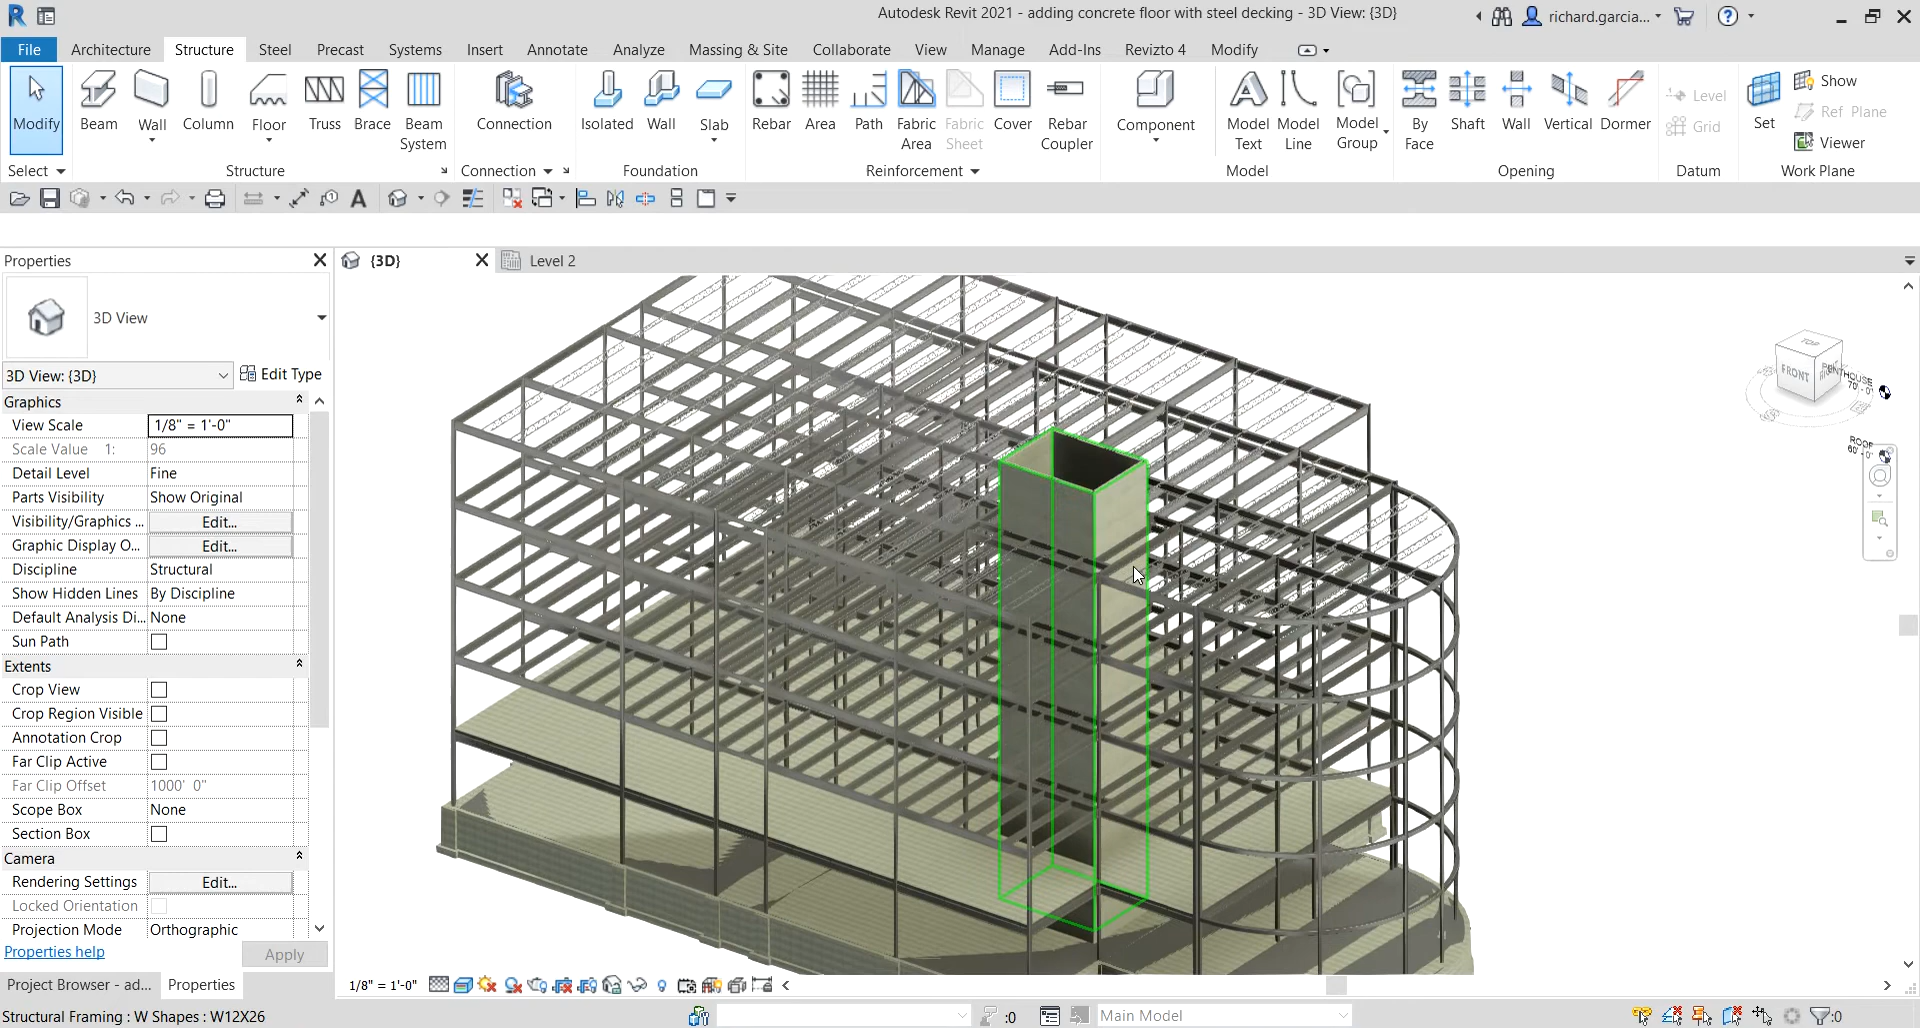 Autodesk Revit 2021 - adding concrete floor with steel decking - 3D View: {3D}
richard.garcia...
File Architecture Structure Steel Precast Systems Insert Annotate Analyze Massing & Site Collaborate View Manage Add-Ins Revizto 4 Modify
Modify Beam Wall Column Floor Truss Brace Beam System Connection Isolated Wall Slab Rebar Area Path Fabric Area Fabric Sheet Cover Rebar Coupler Component Model Text Model Line Model Group By Face Shaft Wall Vertical Dormer Level Grid Set Show Ref Plane Viewer
Select Structure Connection Foundation Reinforcement Model Opening Datum Work Plane
Properties
{3D}
Level 2
3D View
3D View: {3D}
Edit Type
Graphics
View Scale 1/8" = 1'-0"
Scale Value 1: 96
Detail Level Fine
Parts Visibility Show Original
Visibility/Graphics ... Edit...
Graphic Display O... Edit...
Discipline Structural
Show Hidden Lines By Discipline
Default Analysis Di... None
Sun Path
Extents
Crop View
Crop Region Visible
Annotation Crop
Far Clip Active
Far Clip Offset 1000' 0"
Scope Box None
Section Box
Camera
Rendering Settings Edit...
Locked Orientation
Projection Mode Orthographic
Properties help
Apply
Project Browser - ad...
Properties
TOP
FRONT
70' - 0"
ROOF
60' - 0"
1/8" = 1'-0"
Structural Framing : W Shapes : W12X26
:0
Main Model
:0